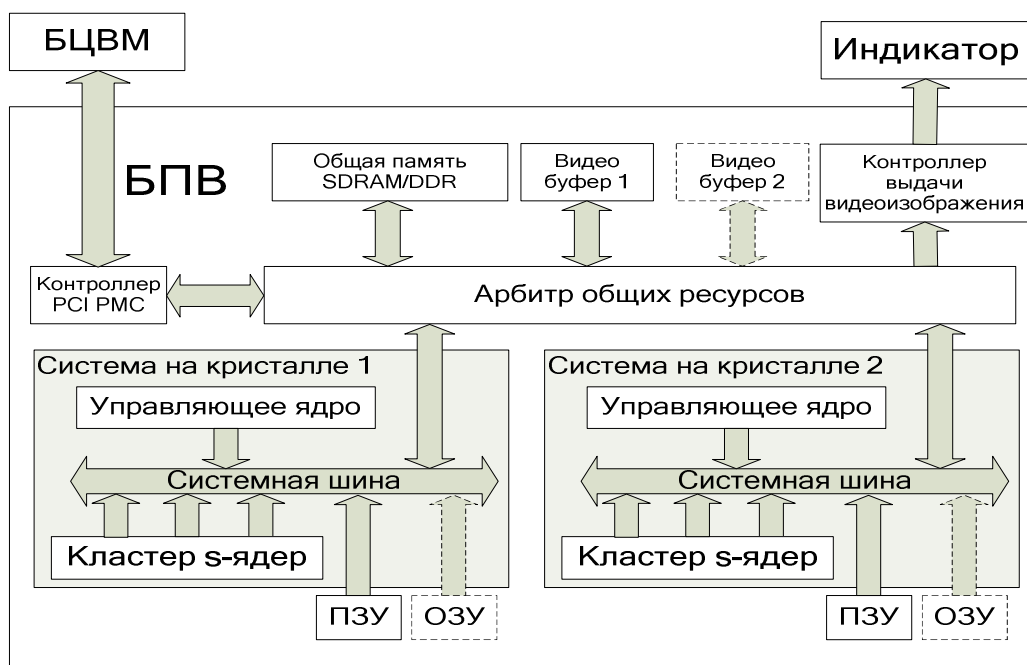 БЦВМ
Индикатор
БПВ
Общая память
SDRAM/DDR
Видео
буфер 1
Видео
буфер 2
Контроллер
выдачи
видеоизображения
Контроллер
PCI PMC
Арбитр общих ресурсов
Система на кристалле 1
Управляющее ядро
Системная шина
Кластер s-ядер
ПЗУ
ОЗУ
Система на кристалле 2
Управляющее ядро
Системная шина
Кластер s-ядер
ПЗУ
ОЗУ